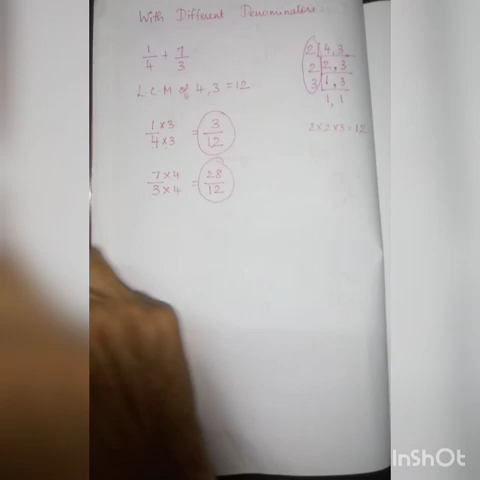 With Different Denominators
1/4 + 7/3
L.C.M of 4,3 = 12
1×3/4×3 = 3/12
7×4/3×4 = 28/12
2 4,3
2 2,3
3 1,3
1,1
2×2×3=12
InShOt